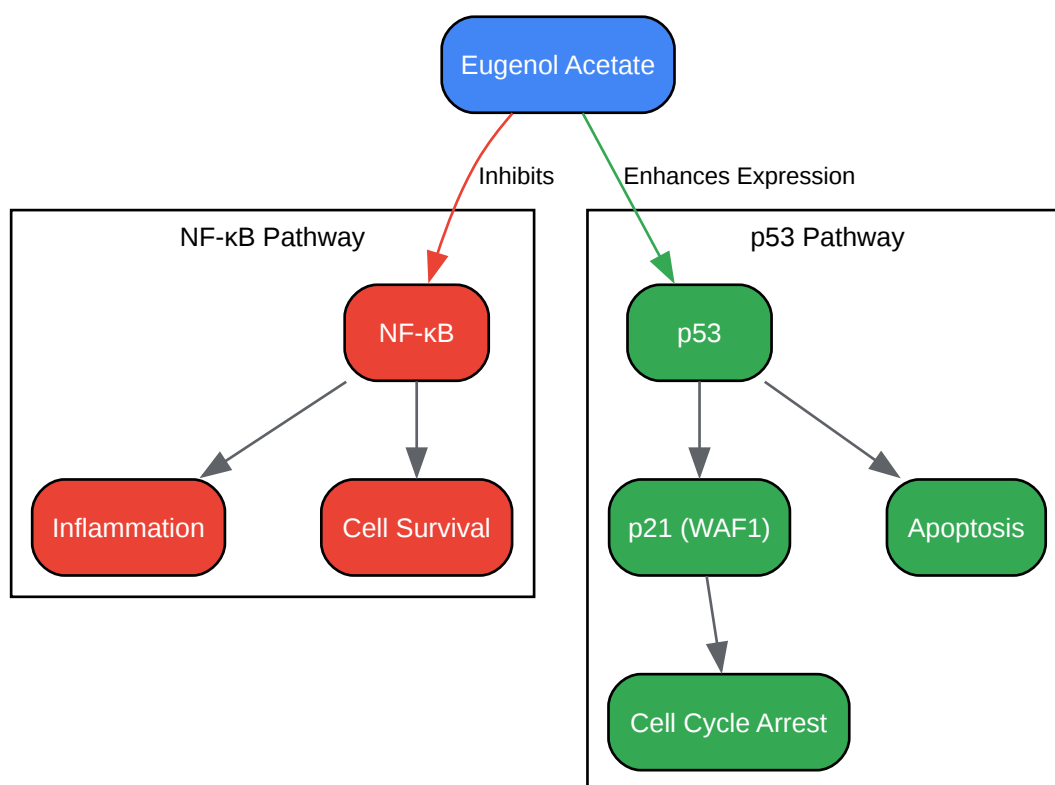 Eugenol Acetate
Inhibits
Enhances Expression
NF-κB Pathway
p53 Pathway
NF-κB
p53
Inflammation
Cell Survival
p21 (WAF1)
Apoptosis
Cell Cycle Arrest